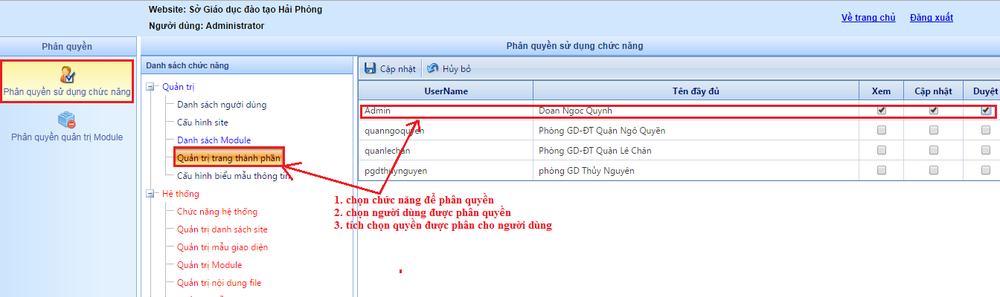 Website: Sở Giáo dục đào tạo Hải Phòng
Người dùng: Administrator
Về trang chủ Đăng xuất
Phân quyền
Phân quyền sử dụng chức năng
Phân quyền quản trị Module
Phân quyền sử dụng chức năng
Danh sách chức năng
Quản trị
Danh sách người dùng
Cấu hình site
Danh sách Module
Quản trị trang thành phần
Cấu hình biểu mẫu thông tin
Hệ thống
Chức năng hệ thống
Quản trị danh sách site
Quản trị mẫu giao diện
Quản trị Module
Quản trị nội dung file
Cập nhật Hủy bỏ
UserName Tên đầy đủ Xem Cập nhật Duyệt
Admin Doan Ngoc Quynh
quanngoquyen Phòng GD-ĐT Quận Ngô Quyền
quanlechan Phòng GD-ĐT Quận Lê Chân
pgdthuynguyen phòng GD Thủy Nguyên
1. chọn chức năng để phân quyền
2. chọn người dùng được phân quyền
3. tích chọn quyền được phân cho người dùng